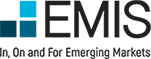 EMIS
In, On and For Emerging Markets